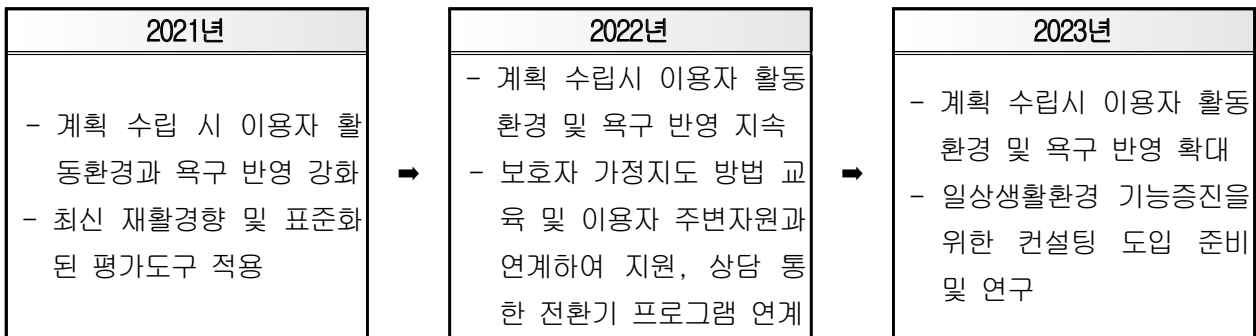 2021년
- 계획 수립 시 이용자 활
동환경과 욕구 반영 강화
- 최신 재활경향 및 표준화
된 평가도구 적용
➡
2022년
- 계획 수립시 이용자 활동
환경 및 욕구 반영 지속
- 보호자 가정지도 방법 교
육 및 이용자 주변자원과
연계하여 지원, 상담 통
한 전환기 프로그램 연계
➡
2023년
- 계획 수립시 이용자 활동
환경 및 욕구 반영 확대
- 일상생활환경 기능증진을
위한 컨설팅 도입 준비
및 연구